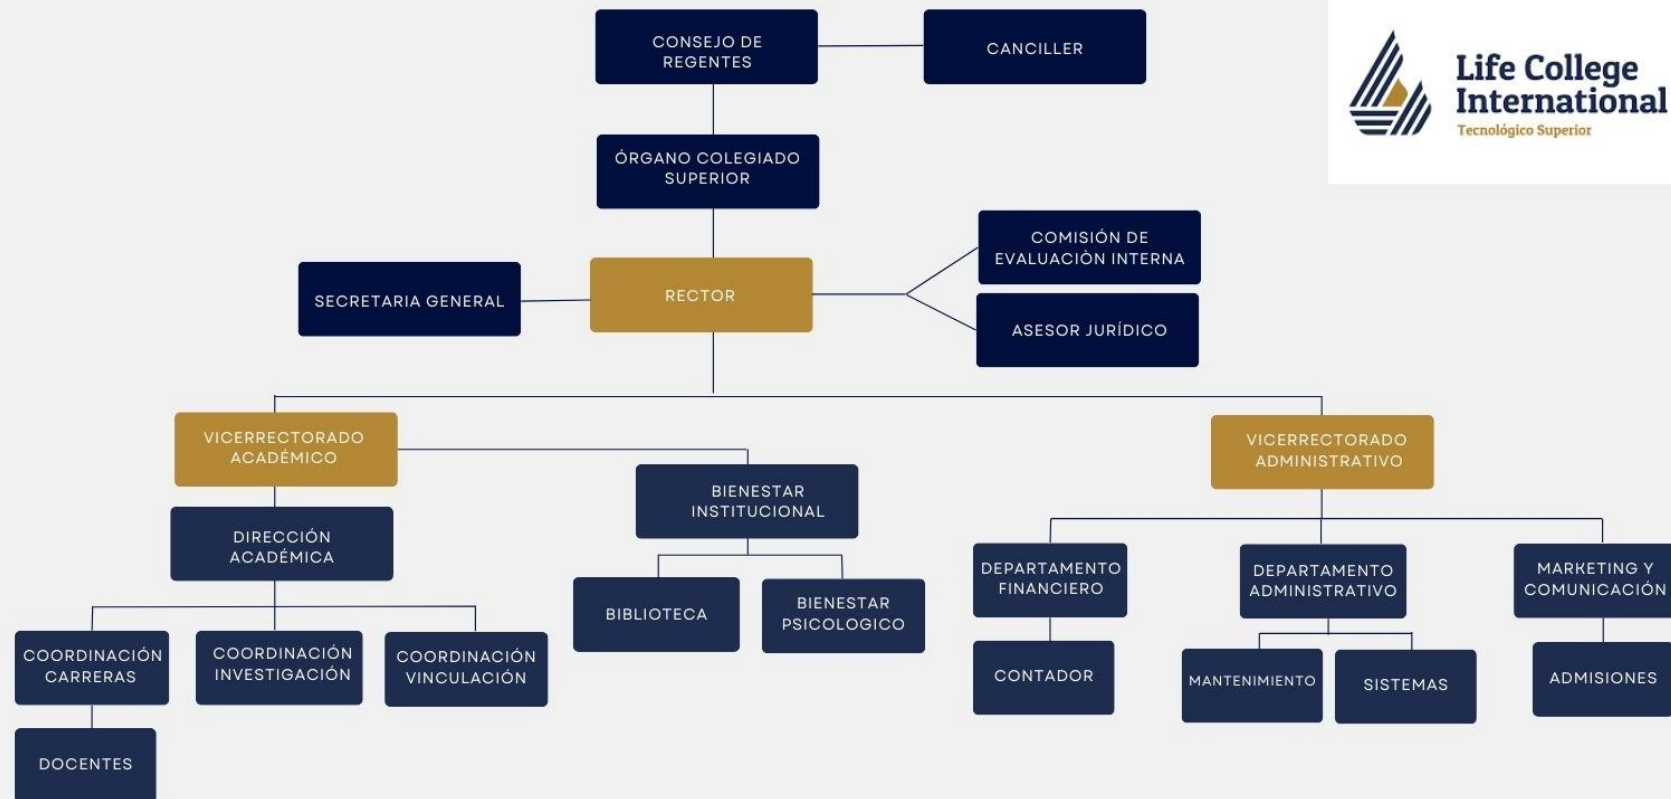 CONSEJO DE
REGENTES
CANCILLER
Life College
International
Tecnológico Superior
ÓRGANO COLEGIADO
SUPERIOR
COMISIÓN DE
EVALUACIÒN INTERNA
SECRETARIA GENERAL
RECTOR
ASESOR JURÍDICO
VICERRECTORADO
ACADÉMICO
VICERRECTORADO
ADMINISTRATIVO
BIENESTAR
INSTITUCIONAL
DIRECCIÓN
ACADÉMICA
DEPARTAMENTO
FINANCIERO
DEPARTAMENTO
ADMINISTRATIVO
MARKETING Y
COMUNICACIÓN
BIBLIOTECA
BIENESTAR
PSICOLOGICO
COORDINACIÓN
CARRERAS
COORDINACIÓN
INVESTIGACIÓN
COORDINACIÓN
VINCULACIÓN
CONTADOR
MANTENIMIENTO
SISTEMAS
ADMISIONES
DOCENTES